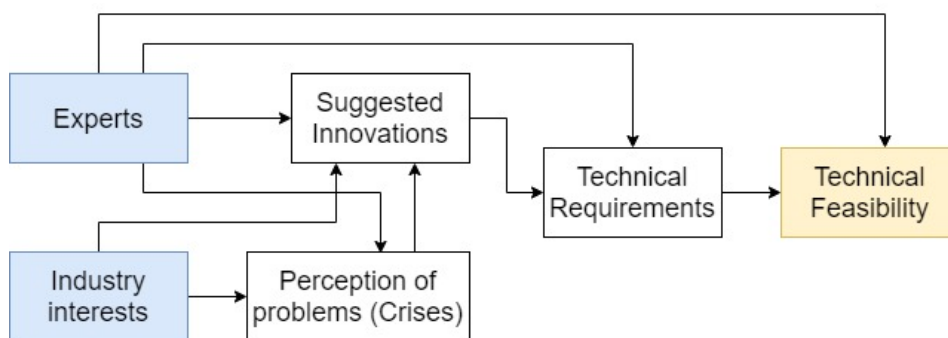 Experts
Suggested
Innovations
Technical
Requirements
Technical
Feasibility
Industry
interests
Perception of
problems (Crises)